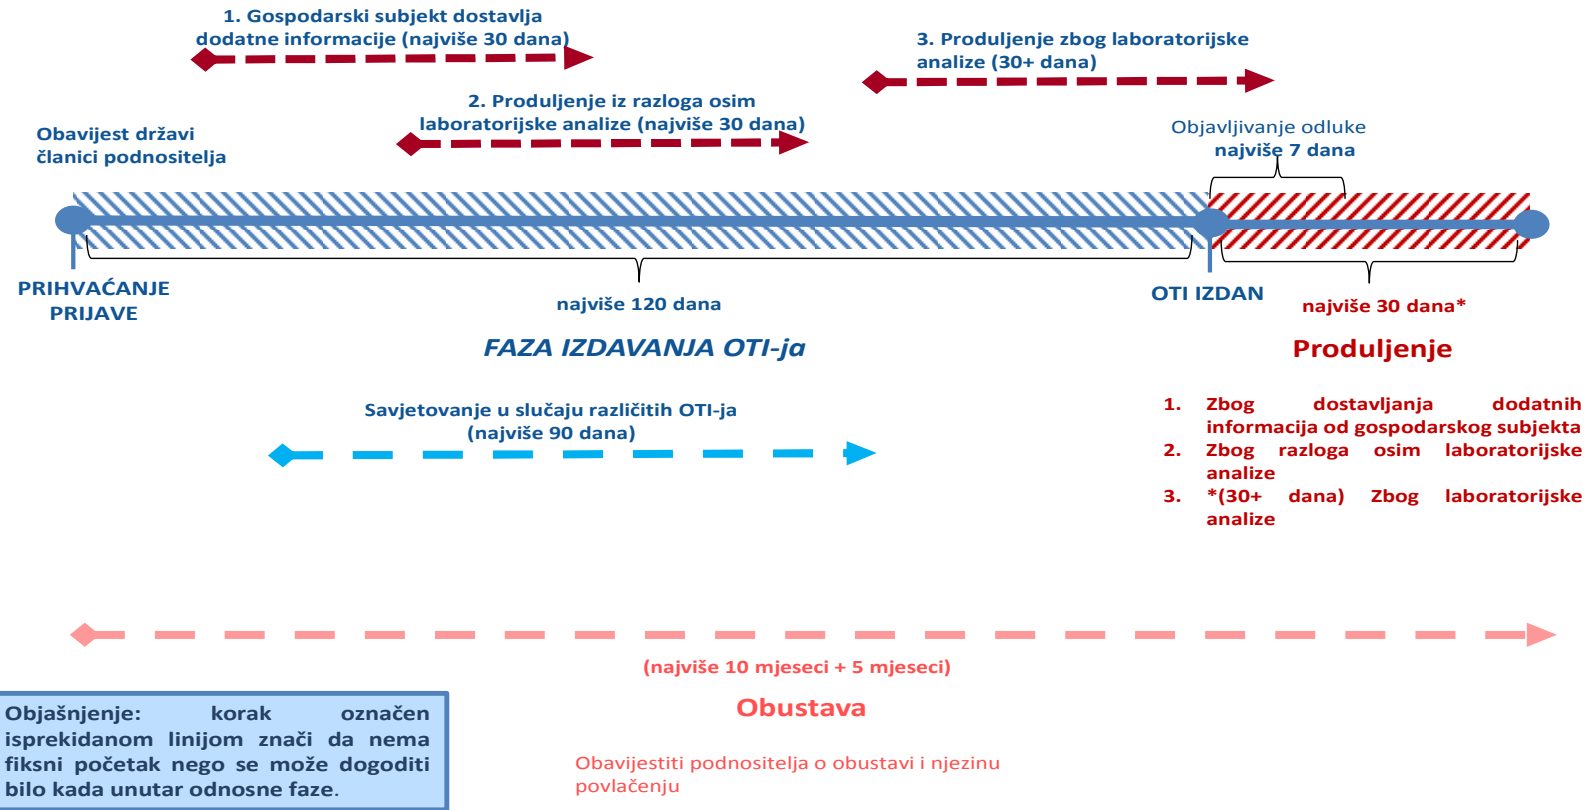 1. Gospodarski subjekt dostavlja
dodatne informacije (najviše 30 dana)
3. Produljenje zbog laboratorijske
analize (30+ dana)
2. Produljenje iz razloga osim
laboratorijske analize (najviše 30 dana)
Obavijest državi
članici podnositelja
Objavljivanje odluke
najviše 7 dana
PRIHVAĆANJE
PRIJAVE
najviše 120 dana
OTI IZDAN
najviše 30 dana*
FAZA IZDAVANJA OTI-ja
Produljenje
Savjetovanje u slučaju različitih OTI-ja
(najviše 90 dana)
1. Zbog dostavljanja dodatnih
informacija od gospodarskog subjekta
2. Zbog razloga osim laboratorijske
analize
3. *(30+ dana) Zbog laboratorijske
analize
(najviše 10 mjeseci + 5 mjeseci)
Obustava
Obavijestiti podnositelja o obustavi i njezinu
povlačenju
Objašnjenje: korak označen
isprekidanom linijom znači da nema
fiksni početak nego se može dogoditi
bilo kada unutar odnosne faze.